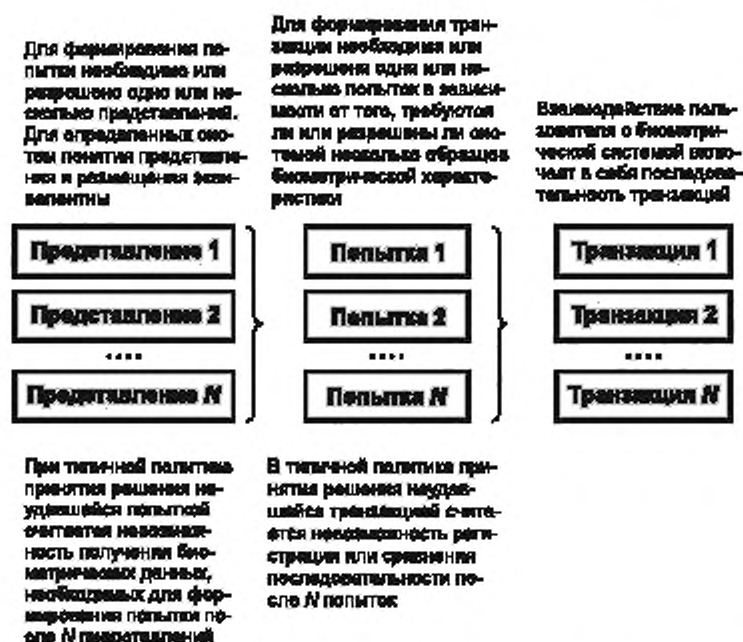 Для формирования по-
пытки необходимо или
разрешено одно или не-
сколько представлений.
Для определенных сис-
тем понятия представле-
ния и размещения экви-
валентны
Для формирования тран-
закции необходима или
разрешена одна или не-
сколько попыток в зависи-
мости от того, требуются
ли или разрешены ли сис-
темой несколько образцов
биометрической характе-
ристики
Взаимодействие поль-
зователя с биометри-
ческой системой вклю-
чает в себя последова-
тельность транзакций
Представление 1
Представление 2
....
Представление N
Попытка 1
Попытка 2
....
Попытка N
Транзакция 1
Транзакция 2
....
Транзакция N
При типичной политике
принятия решения не-
удавшейся попыткой
считается невозмож-
ность получения био-
метрических данных,
необходимых для фор-
мирования попытки по-
сле N представлений
В типичной политике при-
нятия решения неудав-
шейся транзакцией счита-
ется невозможность реги-
страции или сравнения
последовательности по-
сле N попыток